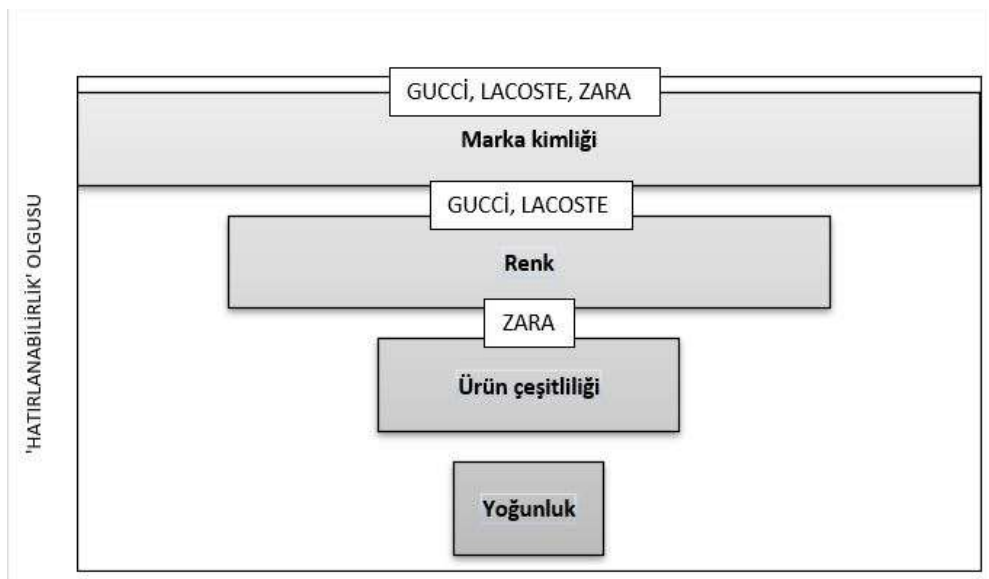 GUCCİ, LACOSTE, ZARA
Marka kimliği
GUCCİ, LACOSTE
Renk
ZARA
Ürün çeşitliliği
Yoğunluk
'HATIRLANABİLİRLİK' OLGUSU